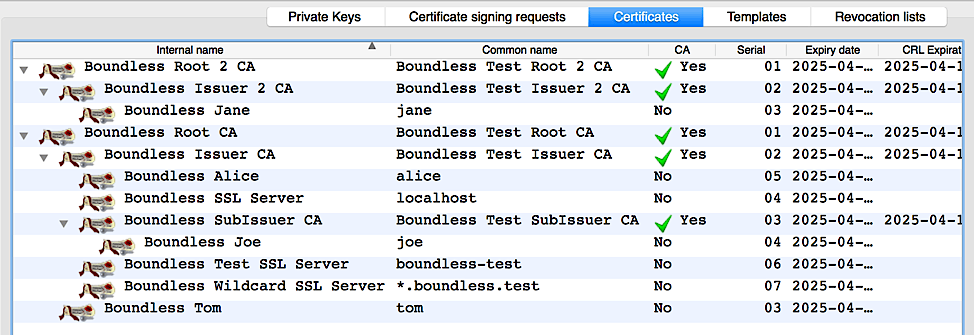 Private Keys Certificate signing requests Certificates Templates Revocation lists
Internal name Common name CA Serial Expiry date CRL Expirat
Boundless Root 2 CA Boundless Test Root 2 CA Yes 01 2025-04-… 2025-04-1
Boundless Issuer 2 CA Boundless Test Issuer 2 CA Yes 02 2025-04-… 2025-04-1
Boundless Jane jane No 03 2025-04-…
Boundless Root CA Boundless Test Root CA Yes 01 2025-04-… 2025-04-1
Boundless Issuer CA Boundless Test Issuer CA Yes 02 2025-04-… 2025-04-1
Boundless Alice alice No 05 2025-04-…
Boundless SSL Server localhost No 04 2025-04-…
Boundless SubIssuer CA Boundless Test SubIssuer CA Yes 03 2025-04-… 2025-04-1
Boundless Joe joe No 04 2025-04-…
Boundless Test SSL Server boundless-test No 06 2025-04-…
Boundless Wildcard SSL Server *.boundless.test No 07 2025-04-…
Boundless Tom tom No 03 2025-04-…